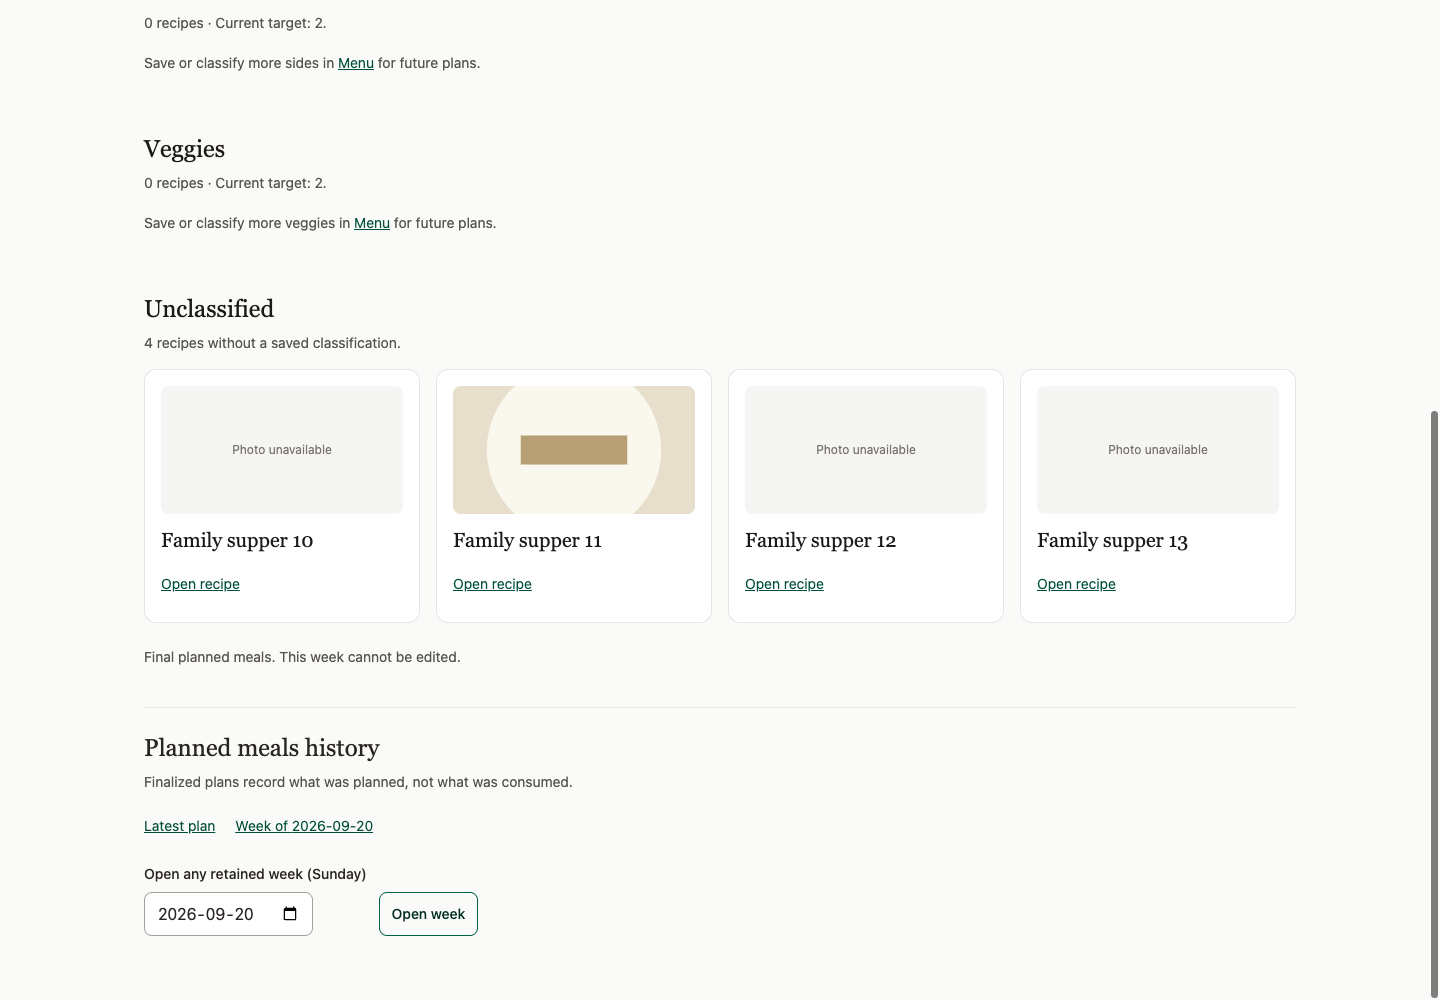 0 recipes · Current target: 2.
Save or classify more sides in Menu for future plans.
Veggies
0 recipes · Current target: 2.
Save or classify more veggies in Menu for future plans.
Unclassified
4 recipes without a saved classification.
Photo unavailable
Family supper 10
Open recipe
Family supper 11
Open recipe
Photo unavailable
Family supper 12
Open recipe
Photo unavailable
Family supper 13
Open recipe
Final planned meals. This week cannot be edited.
Planned meals history
Finalized plans record what was planned, not what was consumed.
Latest plan Week of 2026-09-20
Open any retained week (Sunday)
2026-09-20 Open week